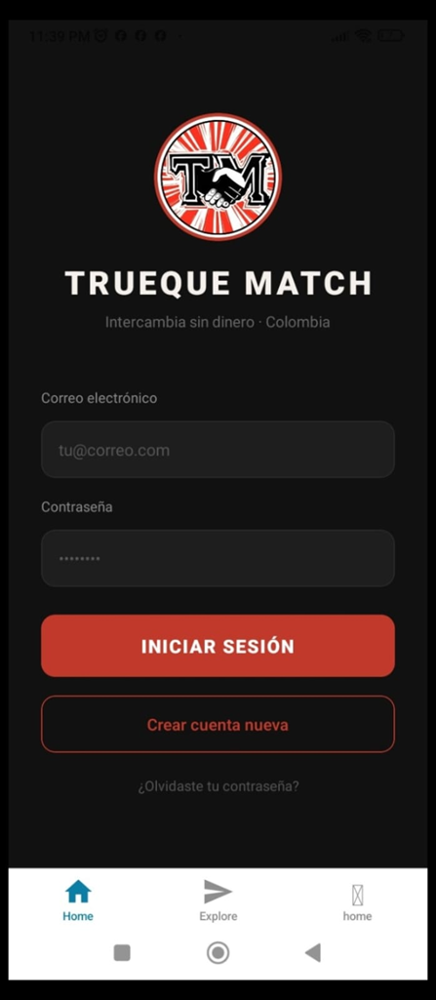 11:39 PM
TM
TRUEQUE MATCH
Intercambia sin dinero · Colombia
Correo electrónico
tu@correo.com
Contraseña
••••••••
INICIAR SESIÓN
Crear cuenta nueva
¿Olvidaste tu contraseña?
Home
Explore
home